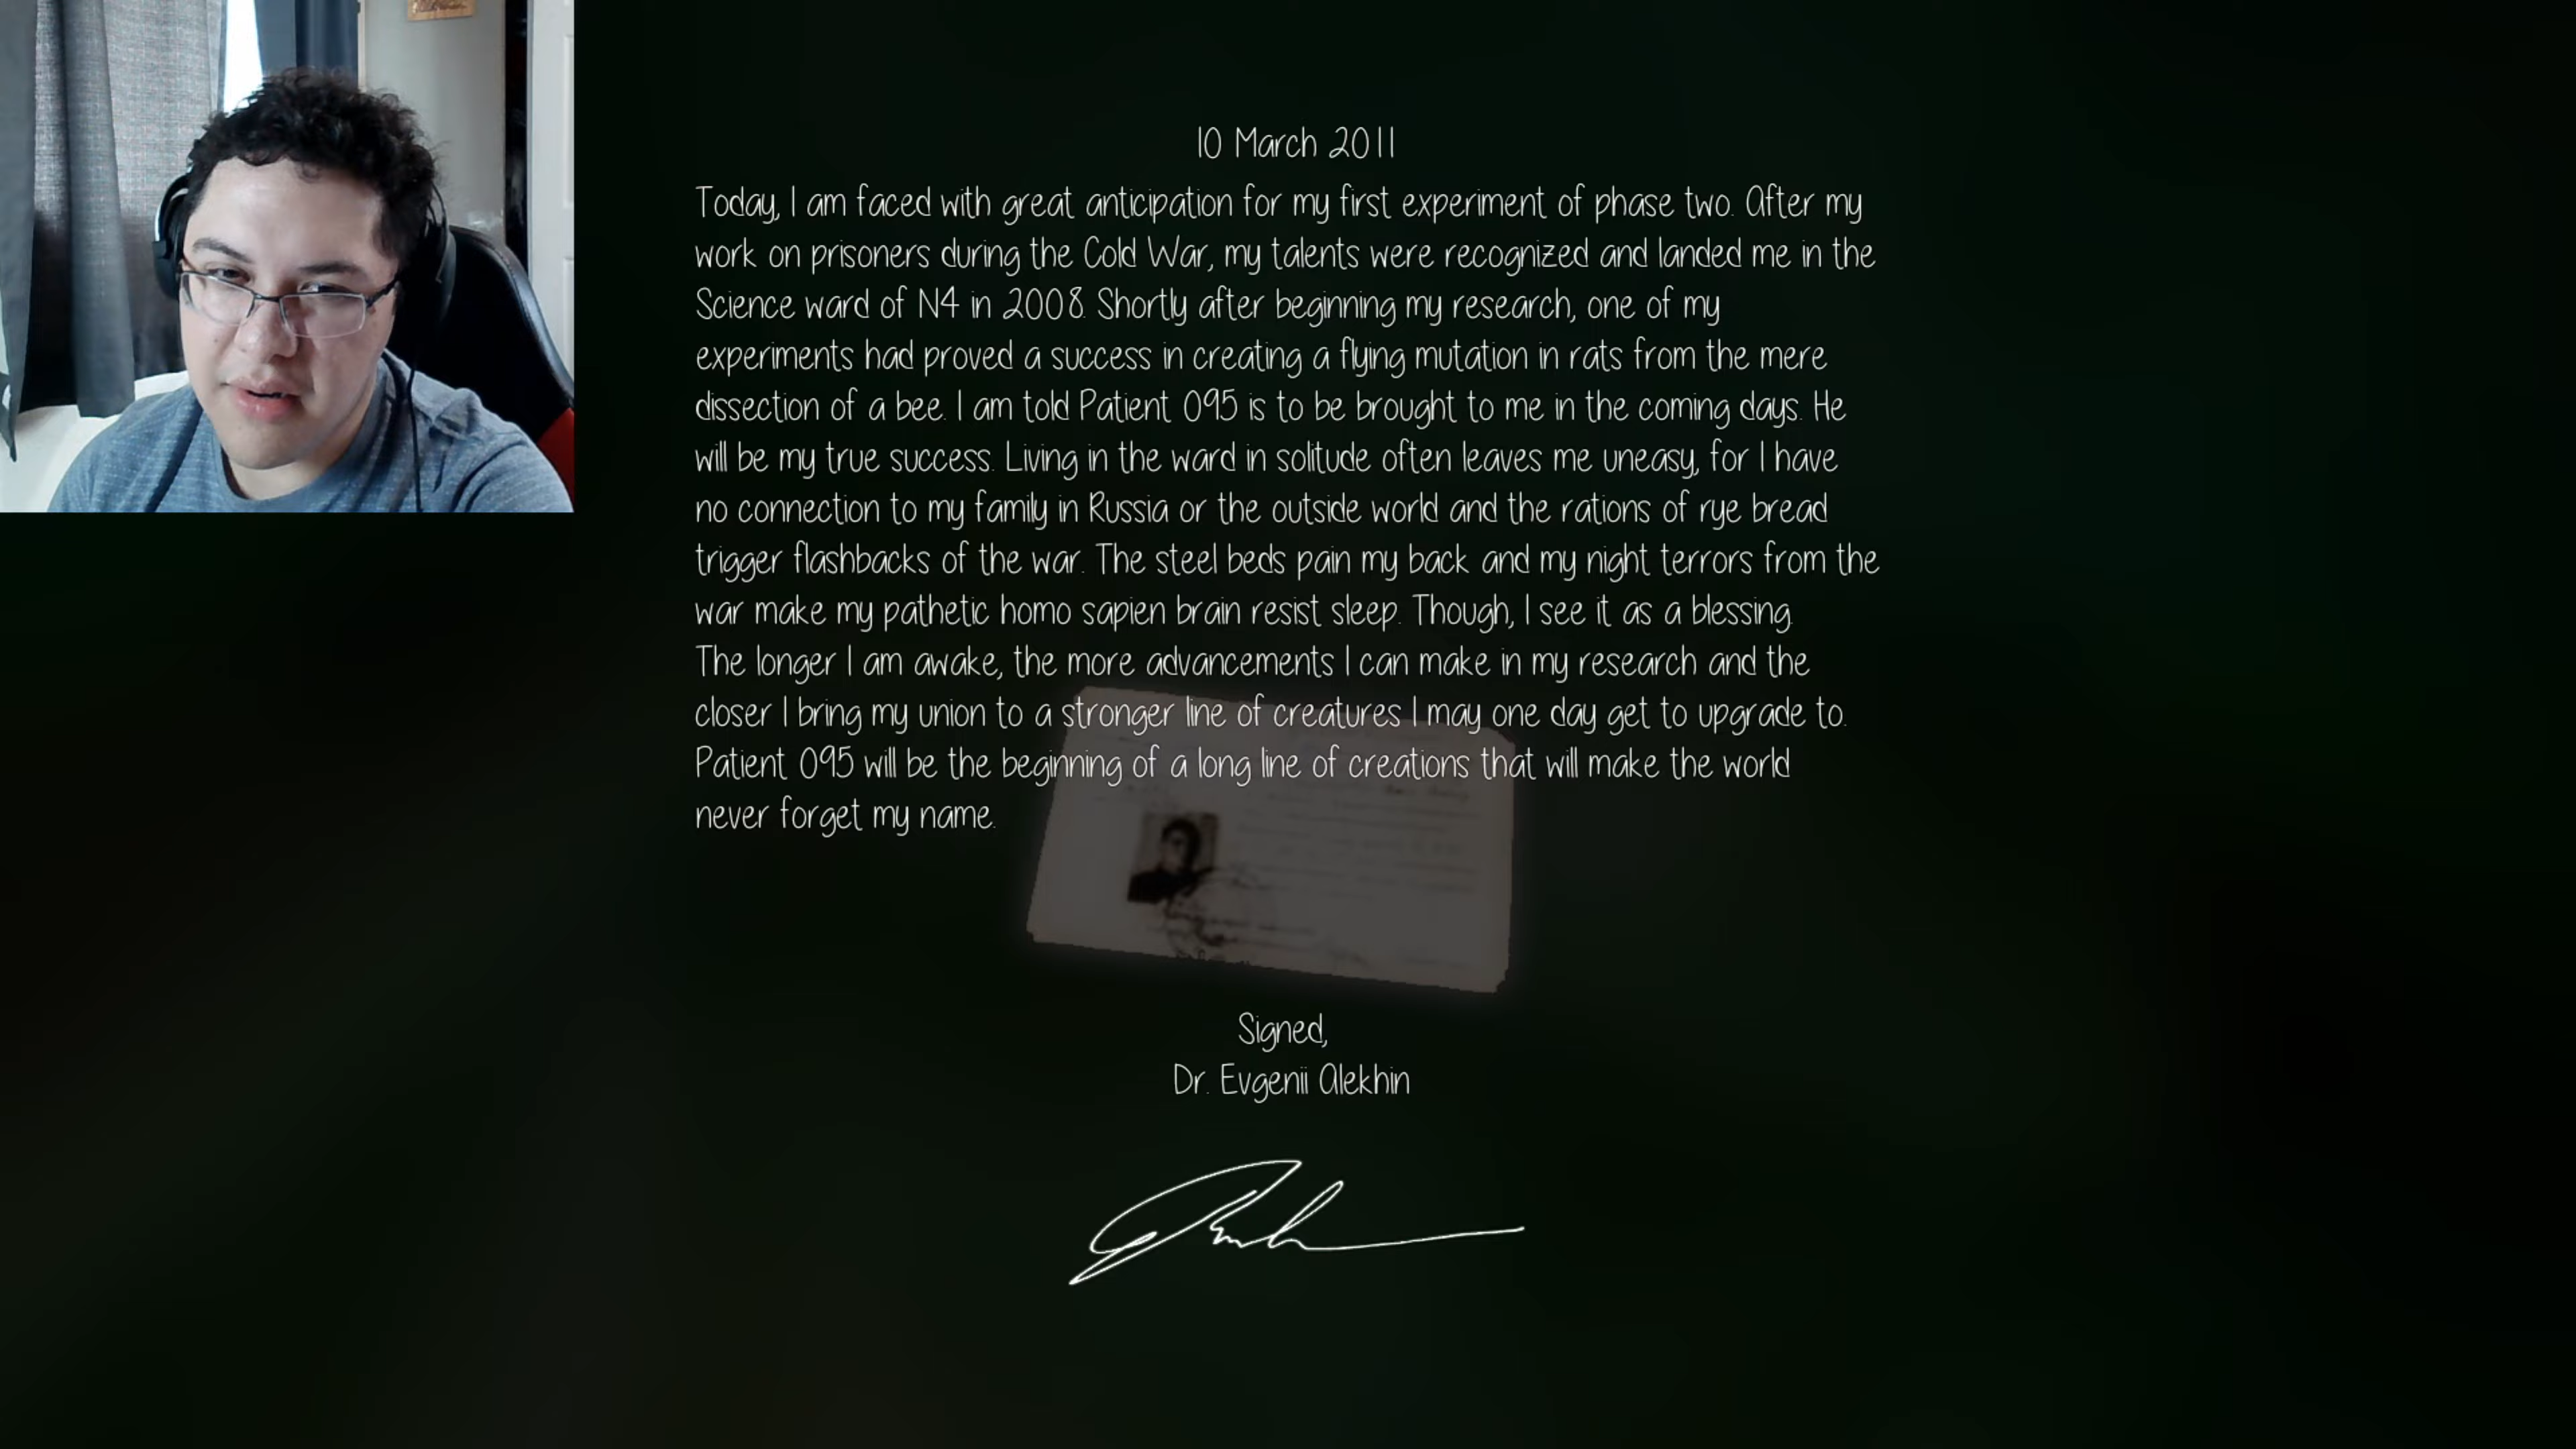 10 March 2011
Today, I am faced with great anticipation for my first experiment of phase two. After my
work on prisoners during the Cold War, my talents were recognized and landed me in the
Science ward of N4 in 2008. Shortly after beginning my research, one of my
experiments had proved a success in creating a flying mutation in rats from the mere
dissection of a bee. I am told Patient 095 is to be brought to me in the coming days. He
will be my true success. Living in the ward in solitude often leaves me uneasy, for I have
no connection to my family in Russia or the outside world and the rations of rye bread
trigger flashbacks of the war. The steel beds pain my back and my night terrors from the
war make my pathetic homo sapien brain resist sleep. Though, I see it as a blessing.
The longer I am awake, the more advancements I can make in my research and the
closer I bring my union to a stronger line of creatures I may one day get to upgrade to.
Patient 095 will be the beginning of a long line of creations that will make the world
never forget my name.
Signed,
Dr. Evgenii Alekhin